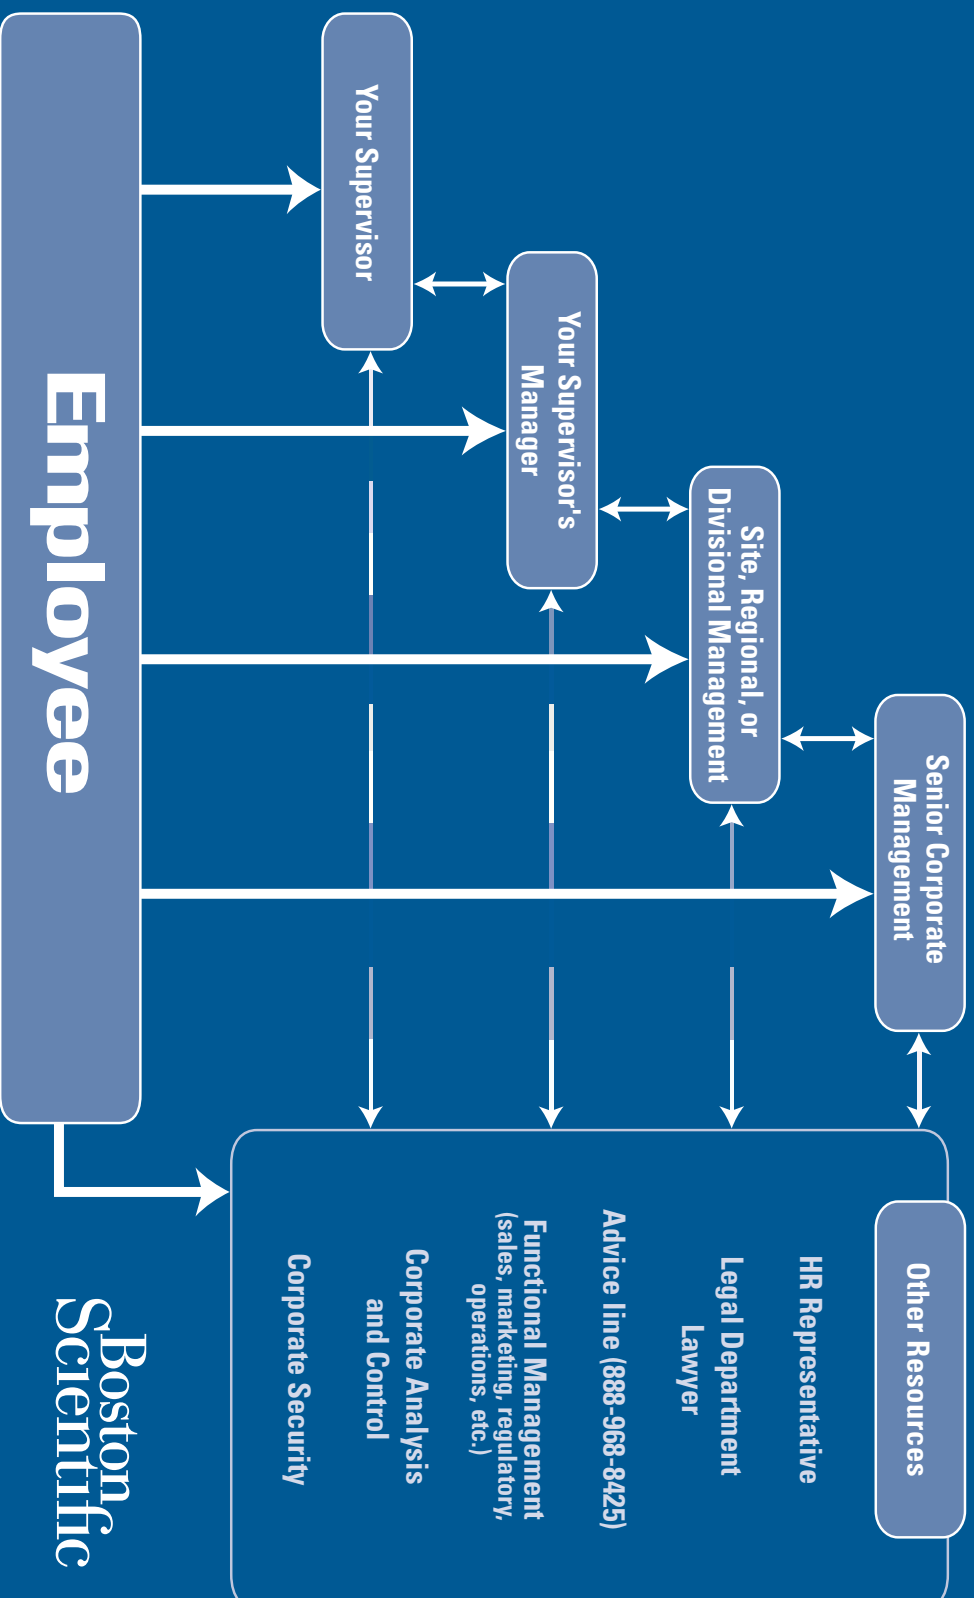 Senior Corporate
Management
Other Resources
HR Representative
Legal Department
Lawyer
Advice line (888-968-8425)
Functional Management
(sales, marketing, regulatory,
operations, etc.)
Corporate Analysis
and Control
Corporate Security
Site, Regional, or
Divisional Management
Your Supervisor's
Manager
Your Supervisor
Employee
Boston
Scientific